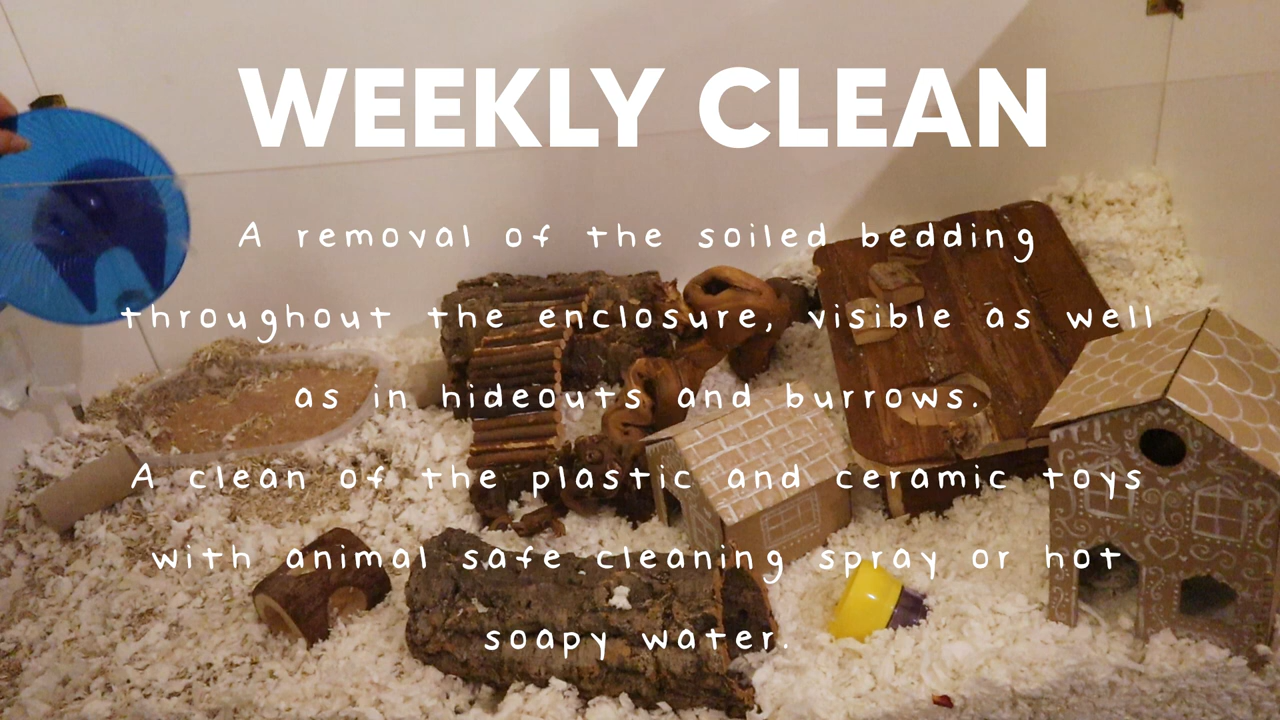 WEEKLY CLEAN
A removal of the soiled bedding
throughout the enclosure, visible as well
as in hideouts and burrows.
A clean of the plastic and ceramic toys
with animal safe cleaning spray or hot
soapy water.